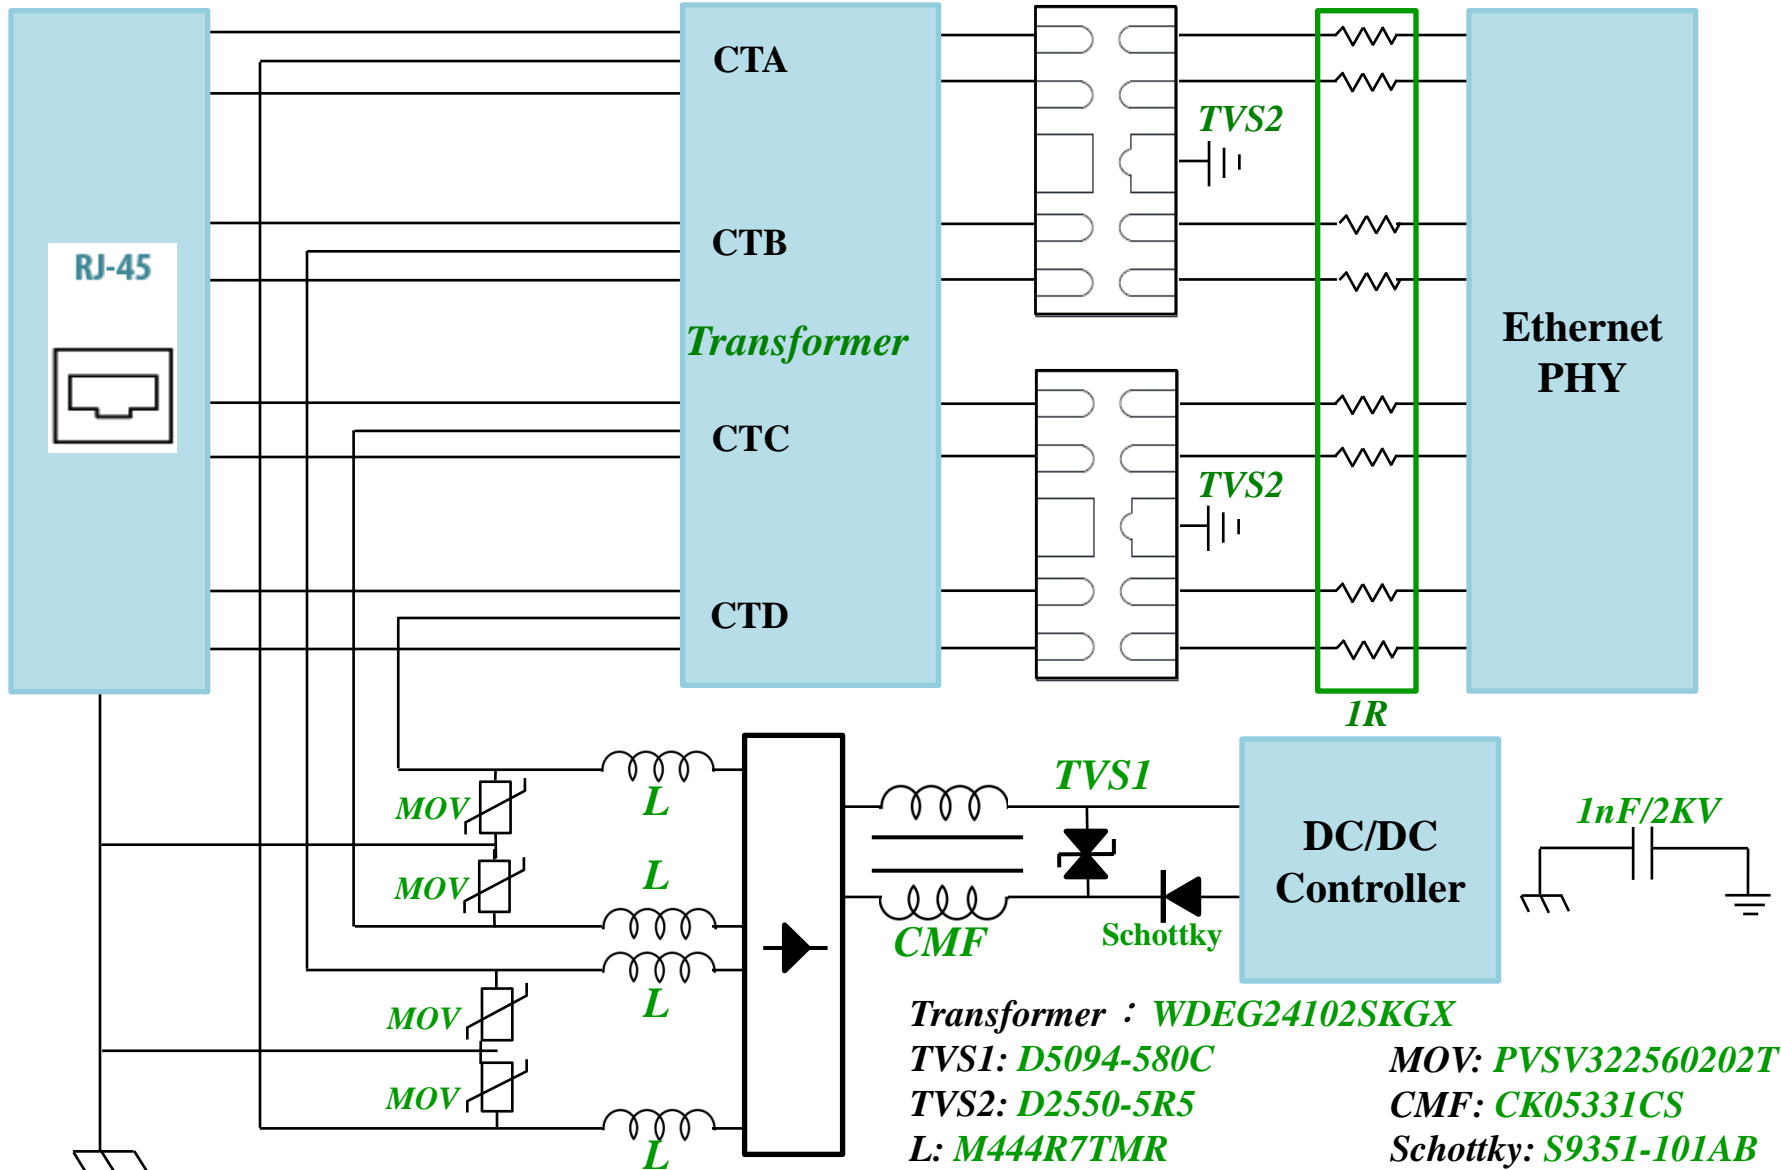 CTA
TVS2
CTB
RJ-45
Transformer
Ethernet
PHY
CTC
TVS2
CTD
1R
MOV
L
TVS1
DC/DC
Controller
1nF/2KV
MOV
L
CMF
Schottky
MOV
L
MOV
L
Transformer : WDEG24102SKGX
TVS1: D5094-580C
TVS2: D2550-5R5
L: M444R7TMR
MOV: PVSV322560202T
CMF: CK05331CS
Schottky: S9351-101AB